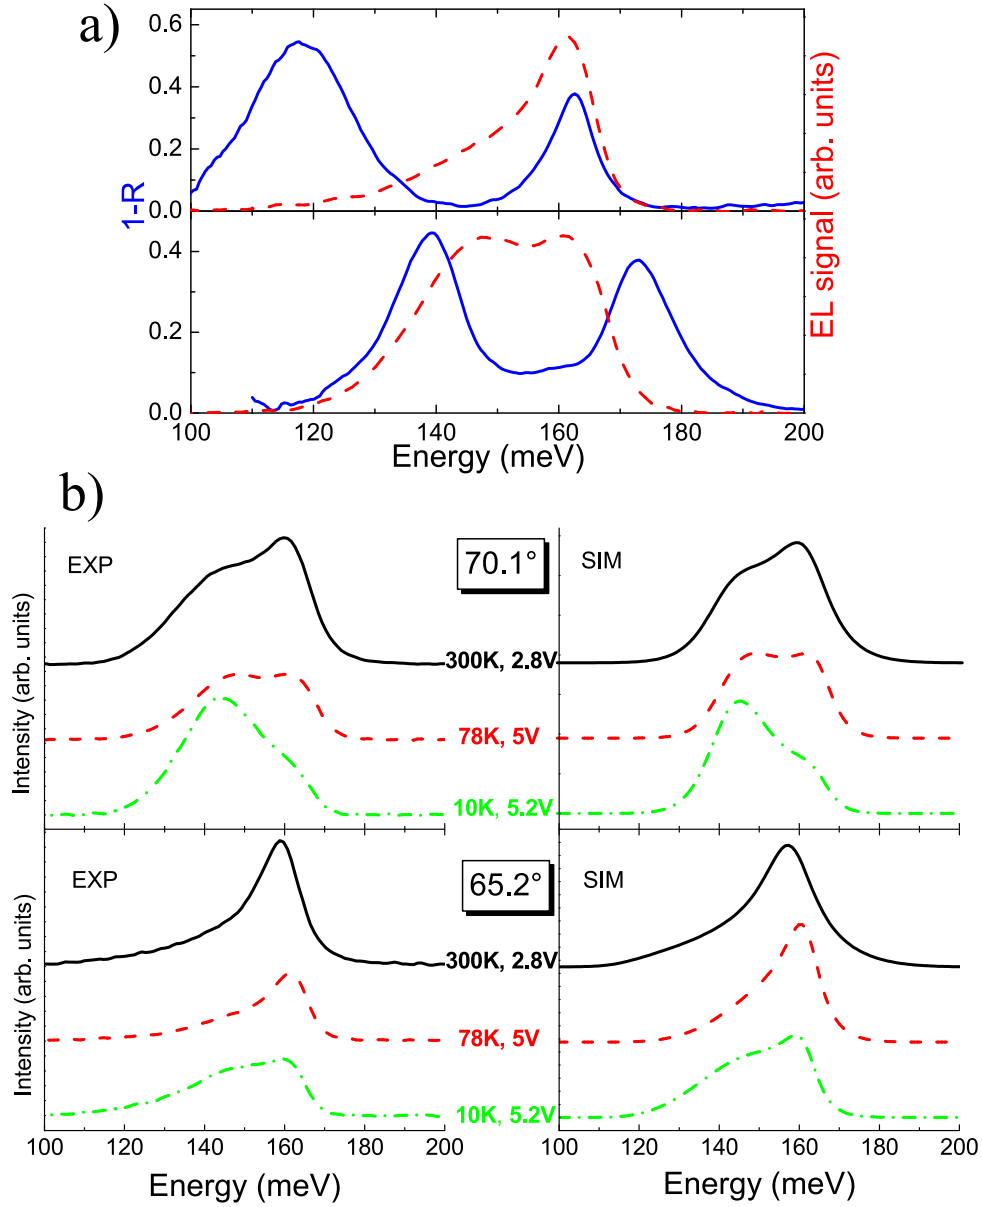 a)
0.6
0.4
0.2
0.0
0.4
0.2
0.0
1-R
EL signal (arb. units)
100 120 140 160 180 200
Energy (meV)
b)
EXP
70.1°
SIM
300K, 2.8V
78K, 5V
10K, 5.2V
Intensity (arb. units)
EXP
65.2°
SIM
300K, 2.8V
78K, 5V
10K, 5.2V
Intensity (arb. units)
100 120 140 160 180 200
100 120 140 160 180 200
Energy (meV)
Energy (meV)